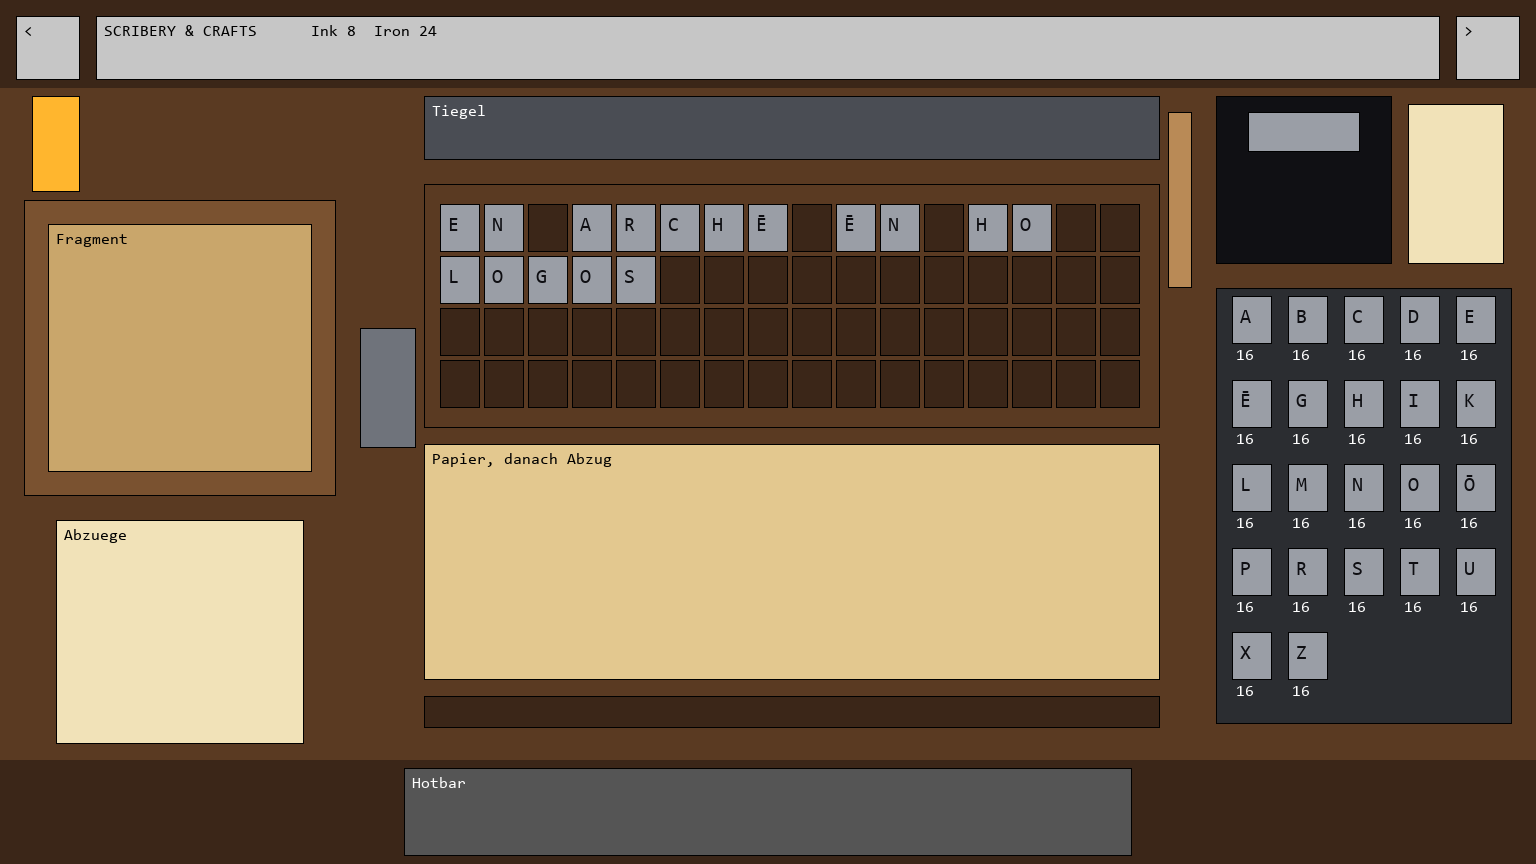 < SCRIBERY & CRAFTS Ink 8 Iron 24 >
Tiegel
E N A R C H Ē Ē N H O
L O G O S
Fragment
Papier, danach Abzug
Abzuege
A B C D E
16 16 16 16 16
Ē G H I K
16 16 16 16 16
L M N O Ō
16 16 16 16 16
P R S T U
16 16 16 16 16
X Z
16 16
Hotbar